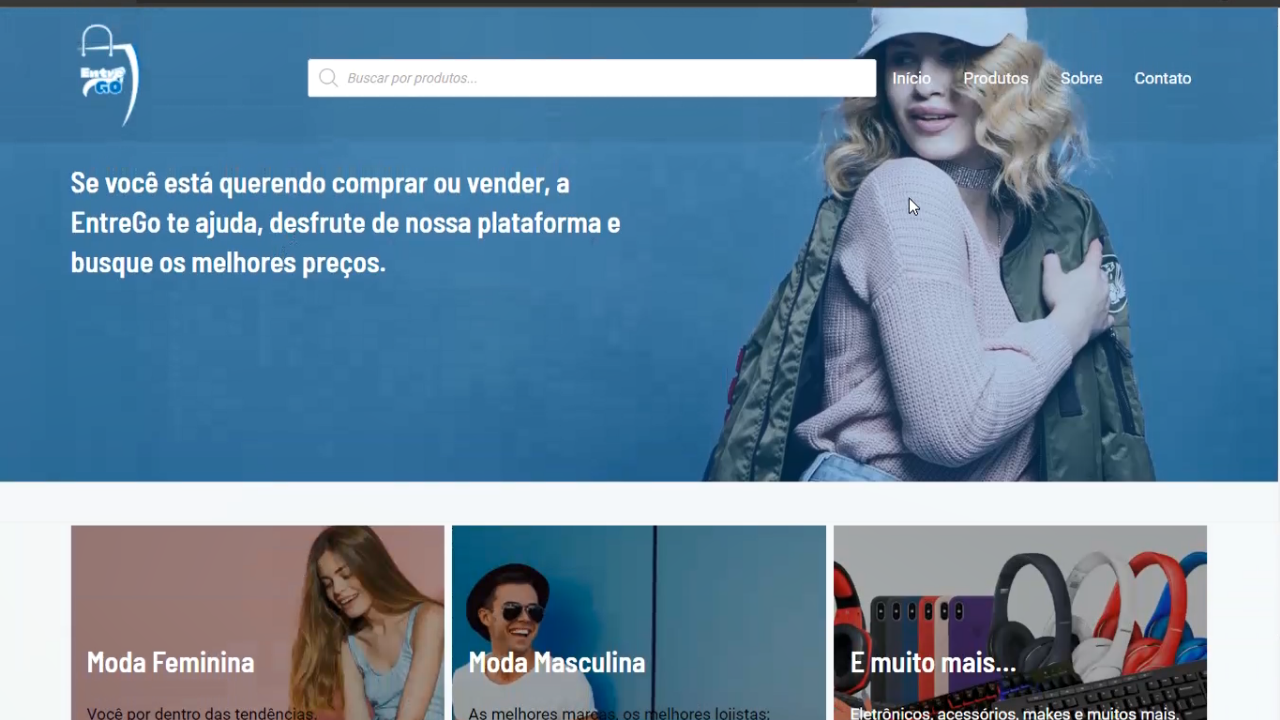 Entre
GO
Buscar por produtos...
Início
Produtos
Sobre
Contato
Se você está querendo comprar ou vender, a
EntreGo te ajuda, desfrute de nossa plataforma e
busque os melhores preços.
Moda Feminina
Moda Masculina
E muito mais...
Você por dentro das tendências.
As melhores marcas, os melhores lojistas;
Eletrônicos, acessórios, makes e muitos mais.